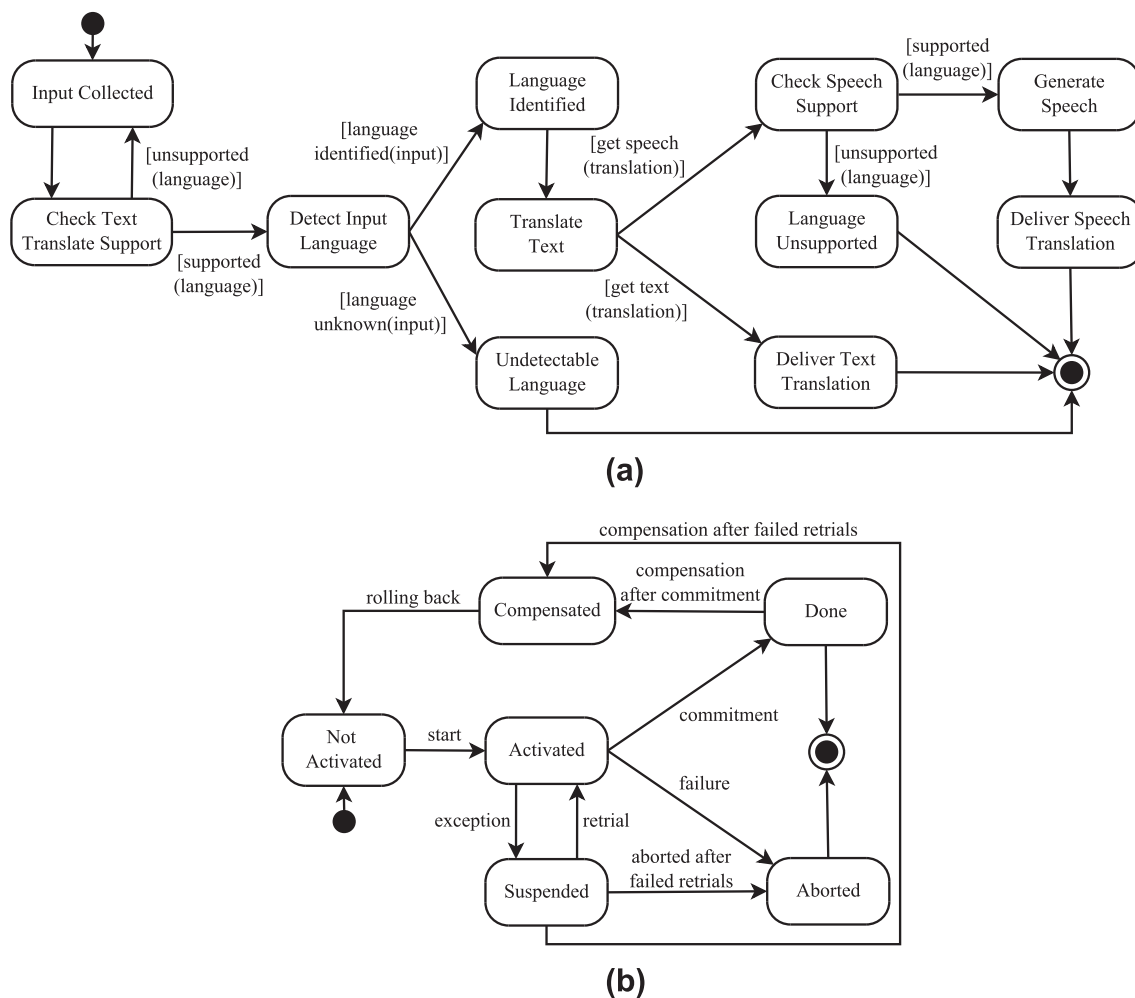 Input Collected
[unsupported
(language)]
Check Text
Translate Support
[supported
(language)]
Detect Input
Language
[language
identified(input)]
[language
unknown(input)]
Language
Identified
Translate
Text
Undetectable
Language
[get speech
(translation)]
[get text
(translation)]
Check Speech
Support
[unsupported
(language)]
Language
Unsupported
Deliver Text
Translation
[supported
(language)]
Generate
Speech
Deliver Speech
Translation
(a)
compensation after failed retrials
compensation
after commitment
rolling back
Compensated
Done
commitment
Not
Activated
start
Activated
failure
exception
retrial
aborted after
failed retrials
Suspended
Aborted
(b)